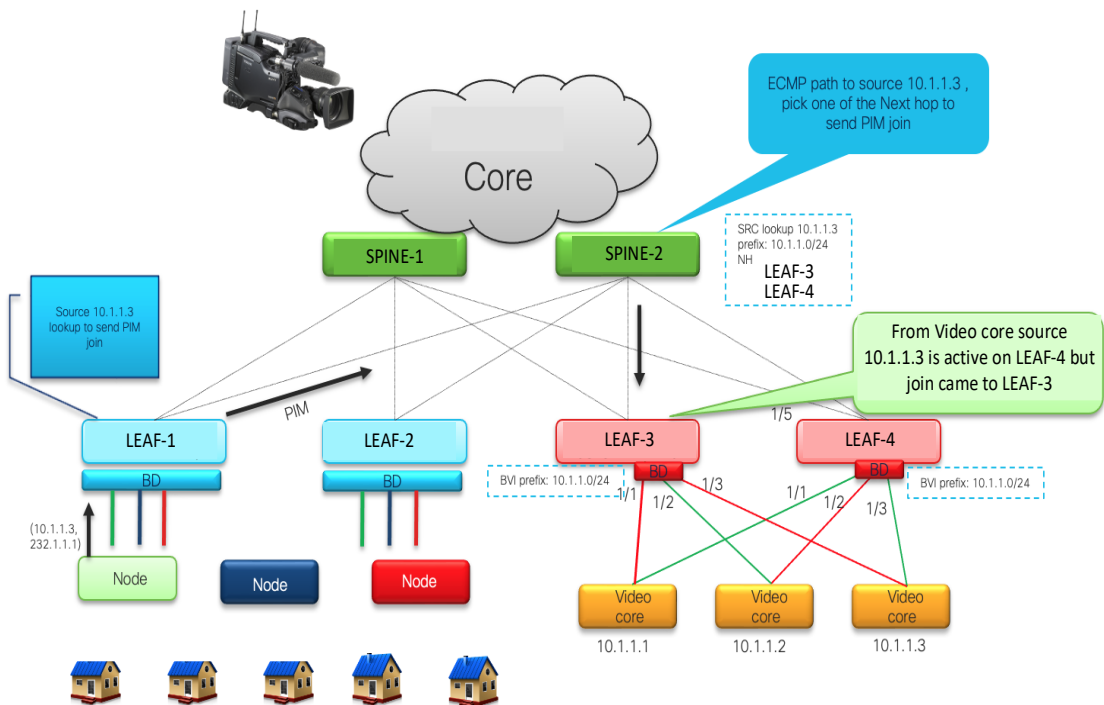 ECMP path to source 10.1.1.3 ,
pick one of the Next hop to
send PIM join
Core
SPINE-1
SPINE-2
SRC lookup 10.1.1.3
prefix: 10.1.1.0/24
NH
LEAF-3
LEAF-4
Source 10.1.1.3
lookup to send PIM
join
From Video core source
10.1.1.3 is active on LEAF-4 but
join came to LEAF-3
PIM
1/5
LEAF-1
LEAF-2
LEAF-3
LEAF-4
BD
BD
BD
BD
BVI prefix: 10.1.1.0/24
BVI prefix: 10.1.1.0/24
1/1
1/2
1/3
1/1
1/2
1/3
(10.1.1.3,
232.1.1.1)
Node
Node
Node
Video
core
Video
core
Video
core
10.1.1.1
10.1.1.2
10.1.1.3